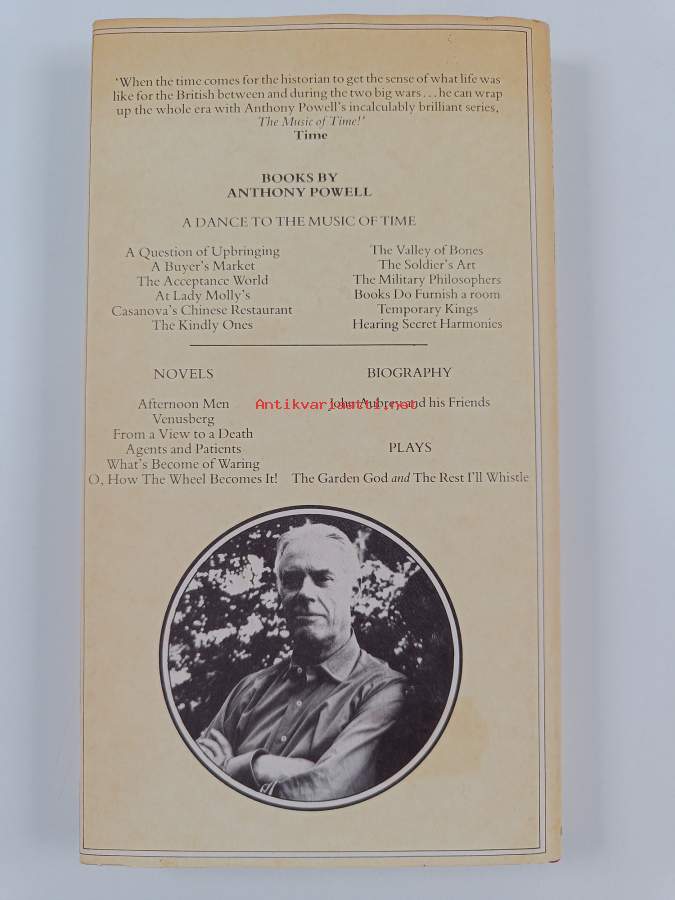 'When the time comes for the historian to get the sense of what life was
like for the British between and during the two big wars...he can wrap
up the whole era with Anthony Powell's incalculably brilliant series,
The Music of Time!'
Time
BOOKS BY
ANTHONY POWELL
A DANCE TO THE MUSIC OF TIME
A Question of Upbringing
A Buyer's Market
The Acceptance World
At Lady Molly's
Casanova's Chinese Restaurant
The Kindly Ones
The Valley of Bones
The Soldier's Art
The Military Philosophers
Books Do Furnish a room
Temporary Kings
Hearing Secret Harmonies
NOVELS
Afternoon Men
Venusberg
From a View to a Death
Agents and Patients
What's Become of Waring
O, How The Wheel Becomes It!
BIOGRAPHY
John Aubrey and his Friends
PLAYS
The Garden God and The Rest I'll Whistle
Antikvariaatti.net